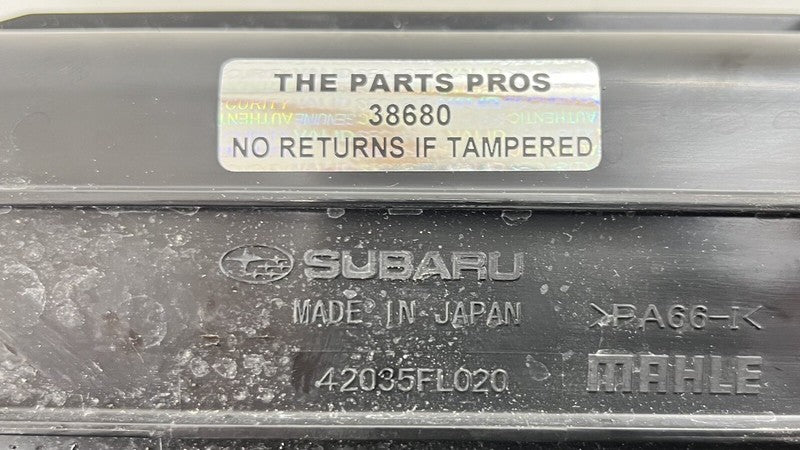 THE PARTS PROS
38680
NO RETURNS IF TAMPERED
SUBARU
MADE IN JAPAN
>PA66-I<
42035FL020
MAHLE